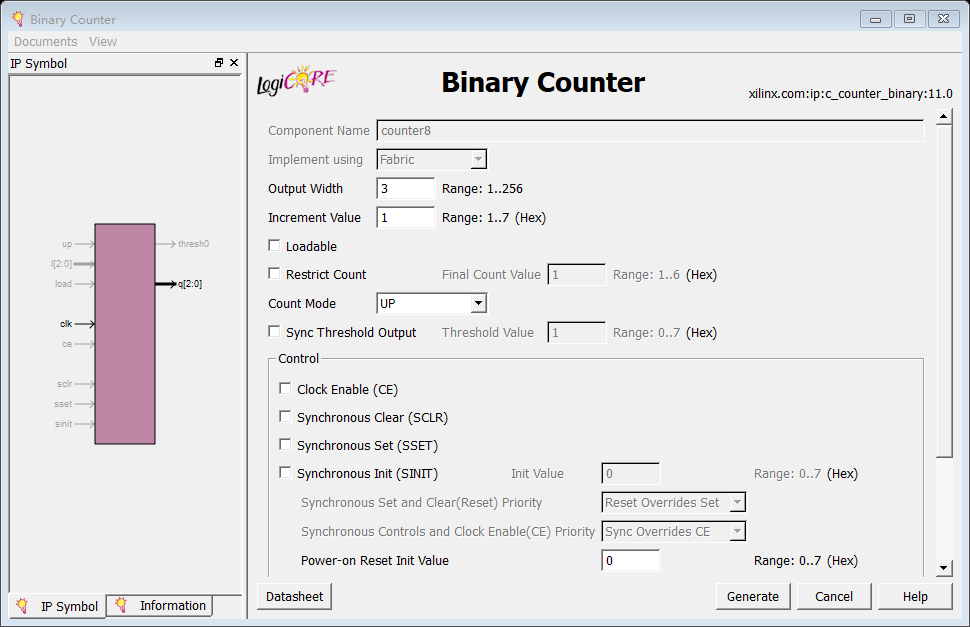 Binary Counter
Documents View
IP Symbol
LogiCORE
Binary Counter
xilinx.com:ip:c_counter_binary:11.0
Component Name counter8
Implement using Fabric
Output Width 3 Range: 1..256
Increment Value 1 Range: 1..7 (Hex)
Loadable
Restrict Count Final Count Value 1 Range: 1..6 (Hex)
Count Mode UP
Sync Threshold Output Threshold Value 1 Range: 0..7 (Hex)
Control
Clock Enable (CE)
Synchronous Clear (SCLR)
Synchronous Set (SSET)
Synchronous Init (SINIT) Init Value 0 Range: 0..7 (Hex)
Synchronous Set and Clear(Reset) Priority Reset Overrides Set
Synchronous Controls and Clock Enable(CE) Priority Sync Overrides CE
Power-on Reset Init Value 0 Range: 0..7 (Hex)
up thresh0
l[2:0]
load q[2:0]
clk
ce
sclr
sset
sinit
IP Symbol Information
Datasheet Generate Cancel Help